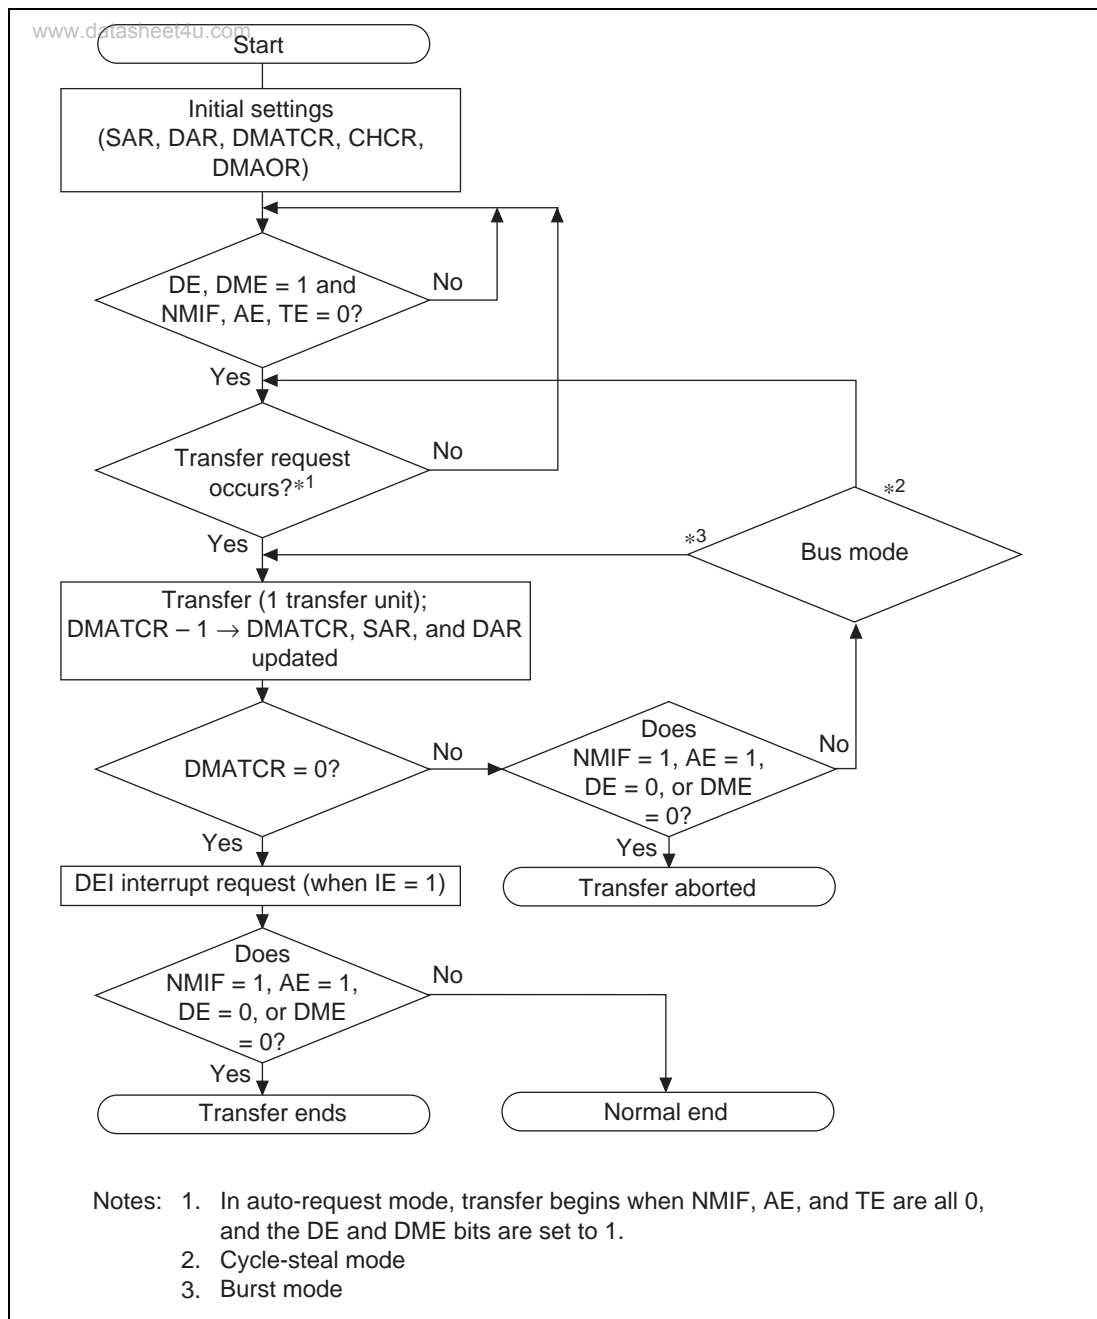 www.datasheet4u.com
Start
Initial settings
(SAR, DAR, DMATCR, CHCR,
DMAOR)
DE, DME = 1 and
NMIF, AE, TE = 0?
No
Yes
Transfer request
occurs?*1
No
Yes
*2
*3
Bus mode
Transfer (1 transfer unit);
DMATCR – 1 → DMATCR, SAR, and DAR
updated
DMATCR = 0?
No
Does
NMIF = 1, AE = 1,
DE = 0, or DME
= 0?
No
Yes
Yes
DEI interrupt request (when IE = 1)
Transfer aborted
Does
NMIF = 1, AE = 1,
DE = 0, or DME
= 0?
No
Yes
Transfer ends
Normal end
Notes: 1. In auto-request mode, transfer begins when NMIF, AE, and TE are all 0,
and the DE and DME bits are set to 1.
2. Cycle-steal mode
3. Burst mode